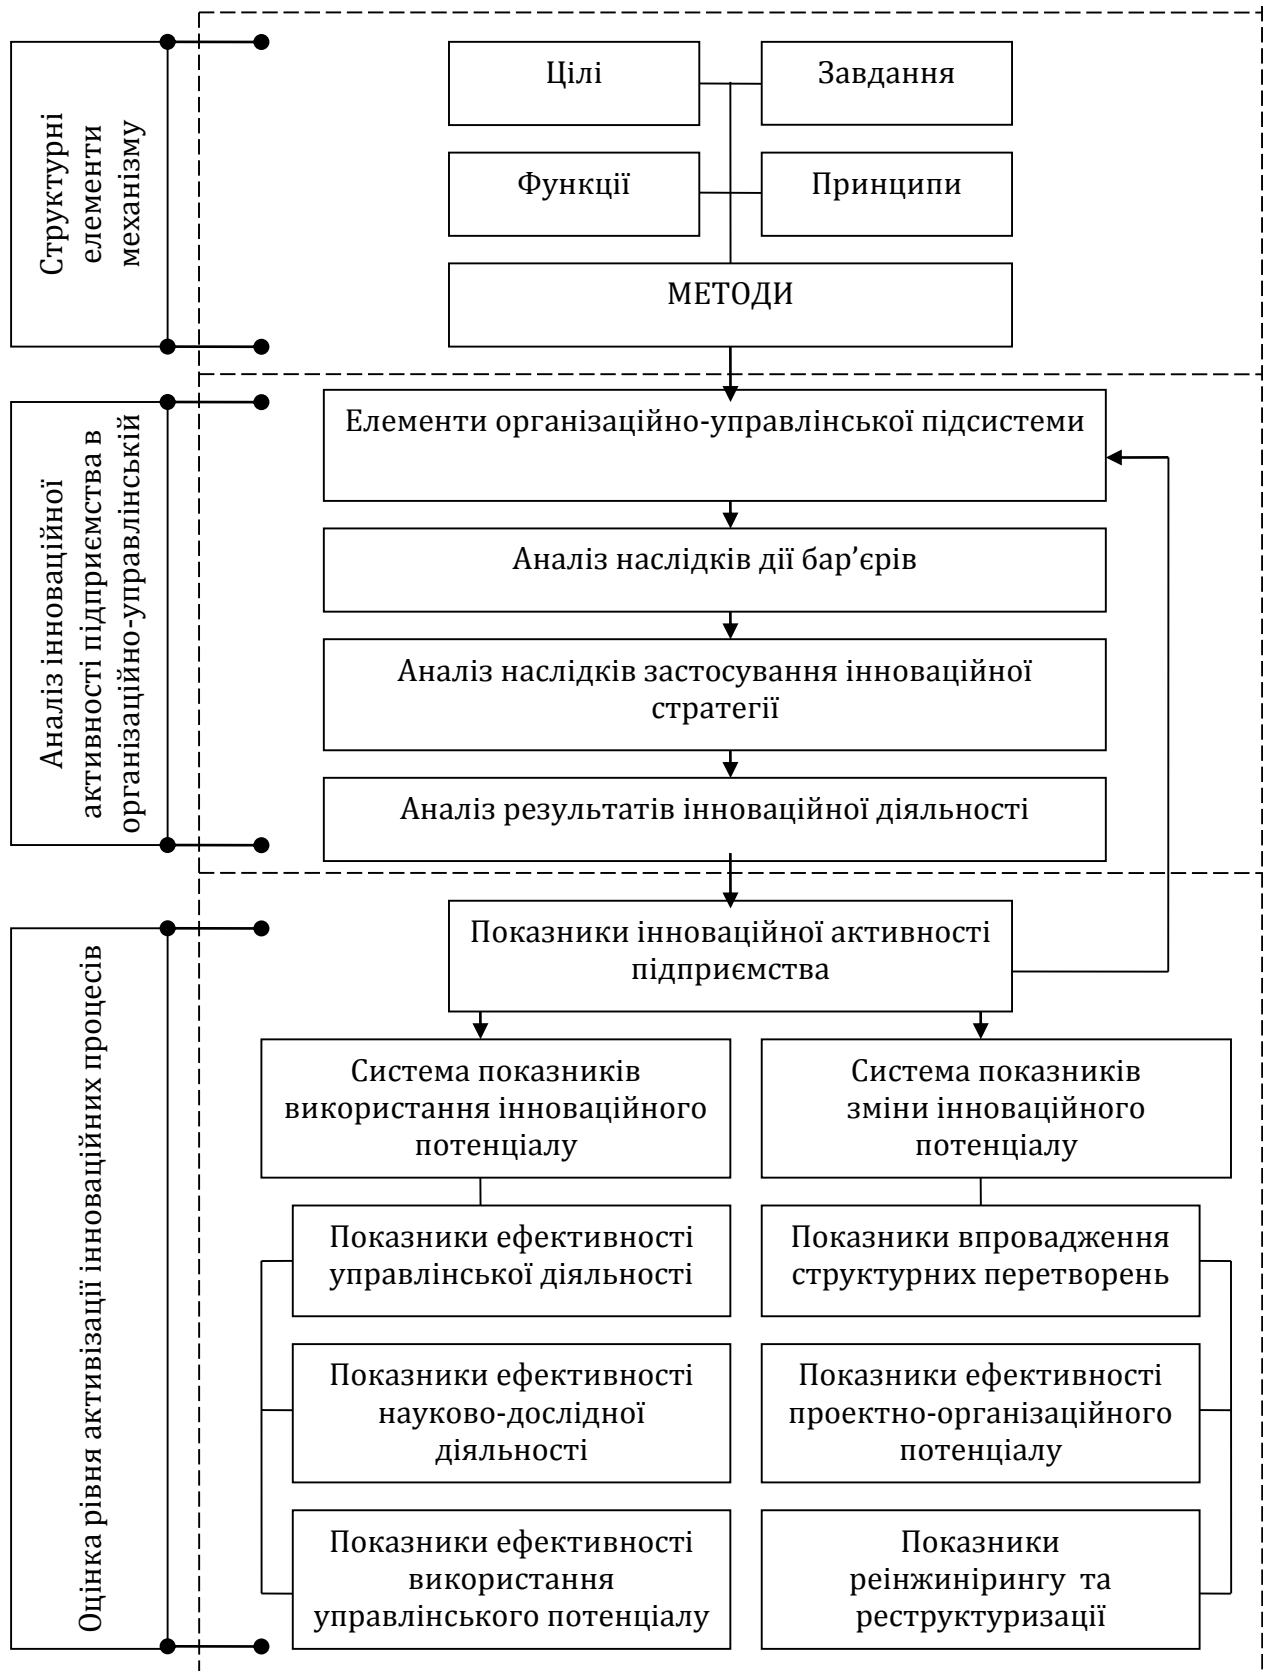 Структурні
елементи
механізму
Цілі
Завдання
Функції
Принципи
МЕТОДИ
Аналіз інноваційної
активності підприємства в
організаційно-управлінській
Елементи організаційно-управлінської підсистеми
Аналіз наслідків дії бар’єрів
Аналіз наслідків застосування інноваційної
стратегії
Аналіз результатів інноваційної діяльності
Оцінка рівня активізації інноваційних процесів
Показники інноваційної активності
підприємства
Система показників
використання інноваційного
потенціалу
Система показників
зміни інноваційного
потенціалу
Показники ефективності
управлінської діяльності
Показники впровадження
структурних перетворень
Показники ефективності
науково-дослідної
діяльності
Показники ефективності
проектно-організаційного
потенціалу
Показники ефективності
використання
управлінського потенціалу
Показники
реінжинірингу та
реструктуризації